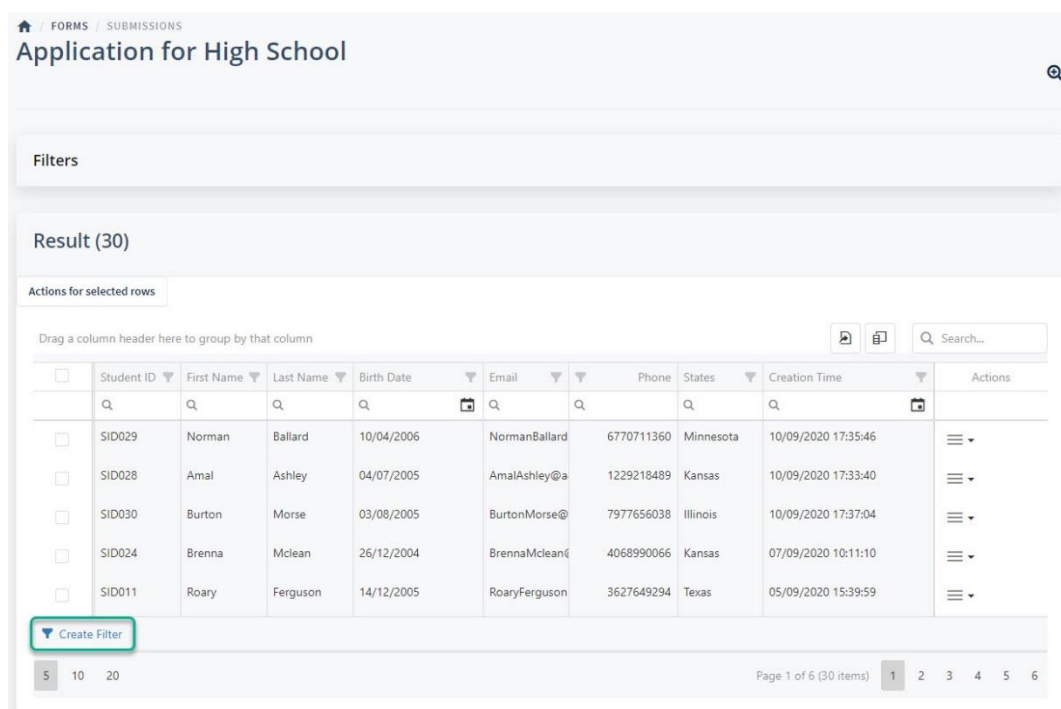 / FORMS / SUBMISSIONS
Application for High School
Filters
Result (30)
Actions for selected rows
Drag a column header here to group by that column Search...
Student ID First Name Last Name Birth Date Email Phone States Creation Time Actions
SID029 Norman Ballard 10/04/2006 NormanBallard 6770711360 Minnesota 10/09/2020 17:35:46
SID028 Amal Ashley 04/07/2005 AmalAshley@a 1229218489 Kansas 10/09/2020 17:33:40
SID030 Burton Morse 03/08/2005 BurtonMorse@ 7977656038 Illinois 10/09/2020 17:37:04
SID024 Brenna Mclean 26/12/2004 BrennaMclean@ 4068990066 Kansas 07/09/2020 10:11:10
SID011 Roary Ferguson 14/12/2005 RoaryFerguson 3627649294 Texas 05/09/2020 15:39:59
Create Filter
5 10 20 Page 1 of 6 (30 items) 1 2 3 4 5 6